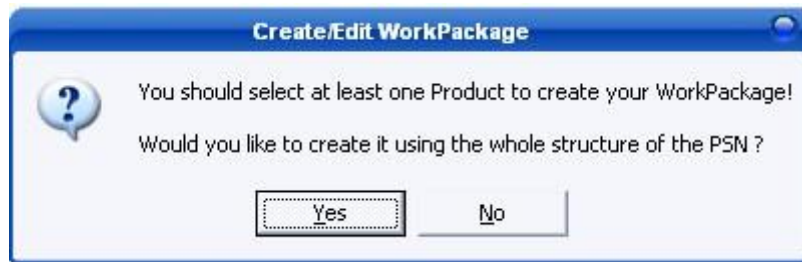 Create/Edit WorkPackage
You should select at least one Product to create your WorkPackage!
Would you like to create it using the whole structure of the PSN ?
Yes
No